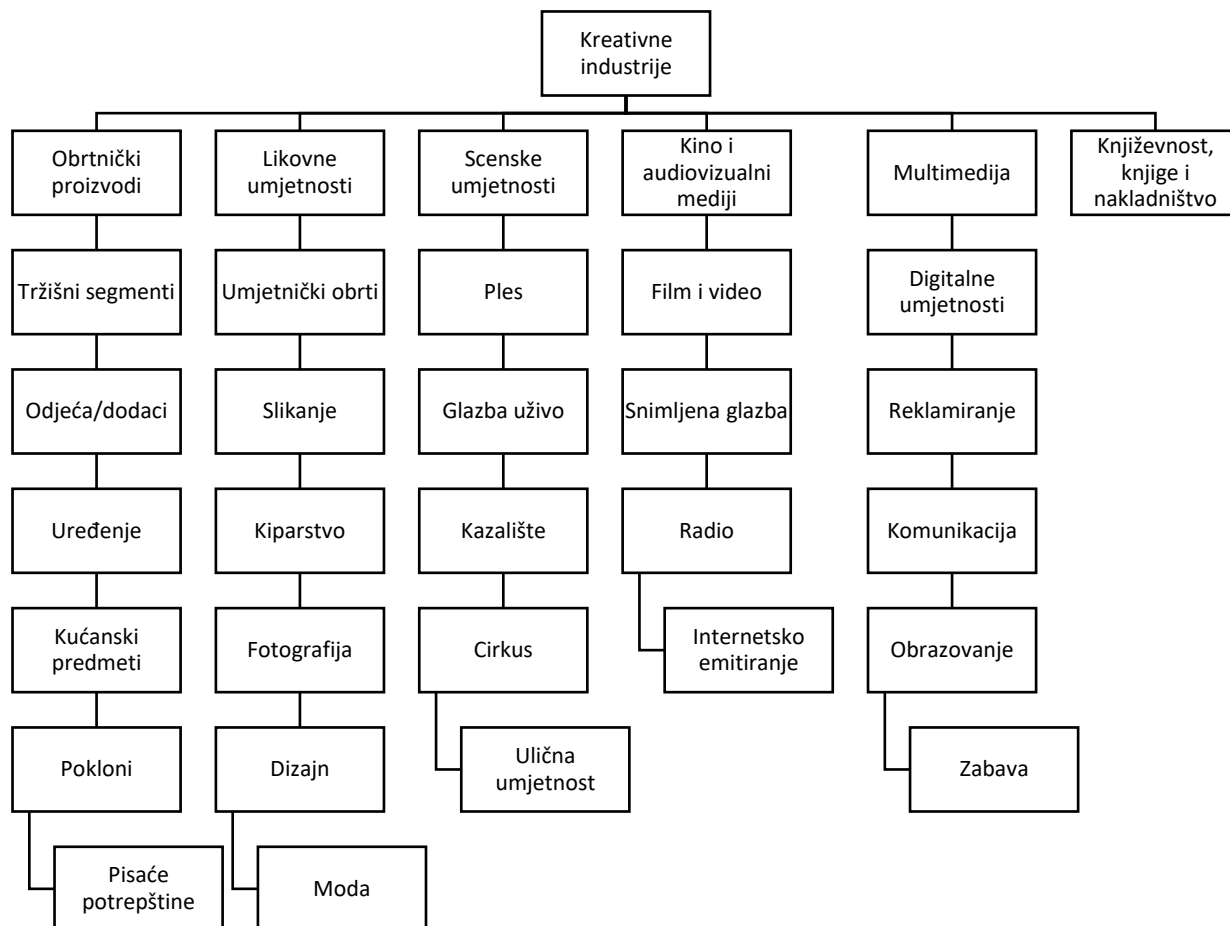 Kreativne
industrije
Obrtnički
proizvodi
Likovne
umjetnosti
Scenske
umjetnosti
Kino i
audiovizualni
mediji
Multimedija
Književnost,
knjige i
nakladništvo
Tržišni segmenti
Umjetnički obrti
Ples
Film i video
Digitalne
umjetnosti
Odjeća/dodaci
Slikanje
Glazba uživo
Snimljena glazba
Reklamiranje
Uređenje
Kiparstvo
Kazalište
Radio
Komunikacija
Kućanski
predmeti
Fotografija
Cirkus
Internetsko
emitiranje
Obrazovanje
Pokloni
Dizajn
Ulična
umjetnost
Zabava
Pisaće
potrepštine
Moda